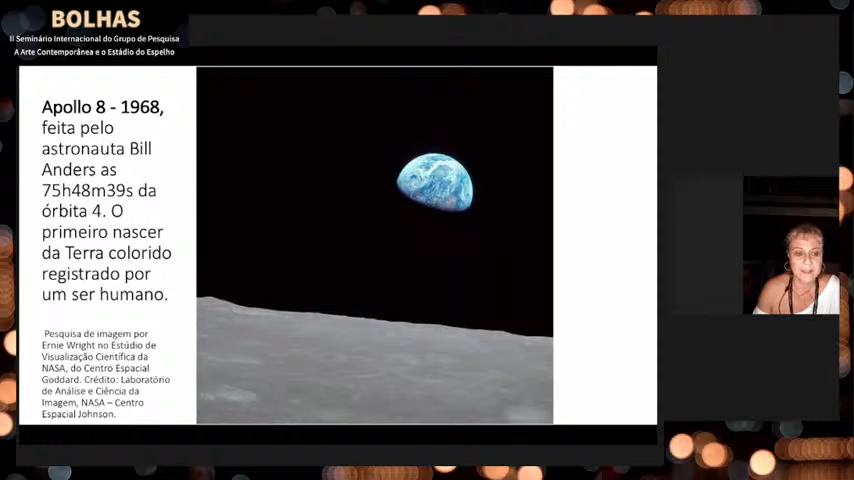 BOLHAS
II Seminário Internacional do Grupo de Pesquisa
A Arte Contemporânea e o Estádio do Espelho
Apollo 8 - 1968,
feita pelo
astronauta Bill
Anders as
75h48m39s da
órbita 4. O
primeiro nascer
da Terra colorido
registrado por
um ser humano.
Pesquisa de imagem por
Ernie Wright no Estúdio de
Visualização Científica da
NASA, do Centro Espacial
Goddard. Crédito: Laboratório
de Análise e Ciência da
Imagem, NASA – Centro
Espacial Johnson.